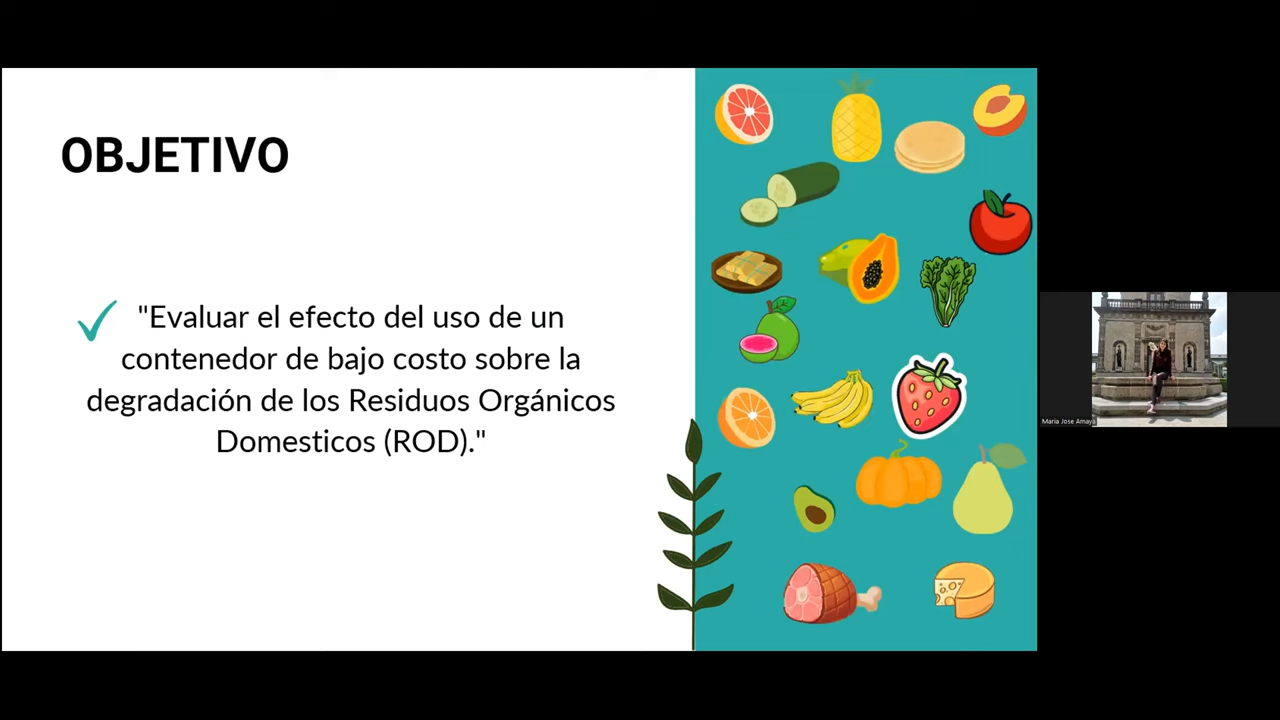 OBJETIVO
"Evaluar el efecto del uso de un
contenedor de bajo costo sobre la
degradación de los Residuos Orgánicos
Domesticos (ROD)."
Maria Jose Amaya